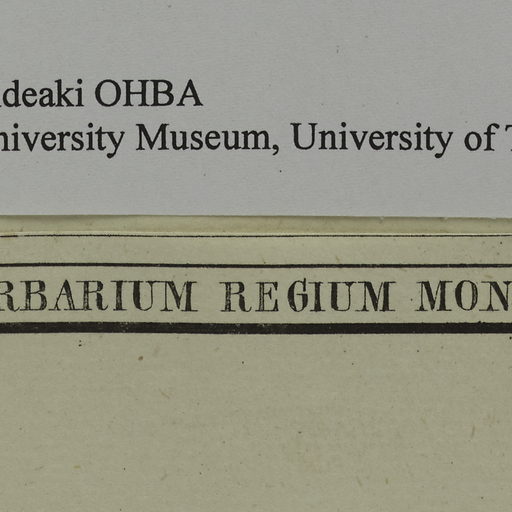 deaki OHBA
niversity Museum, University of T
RBARIUM REGIUM MON